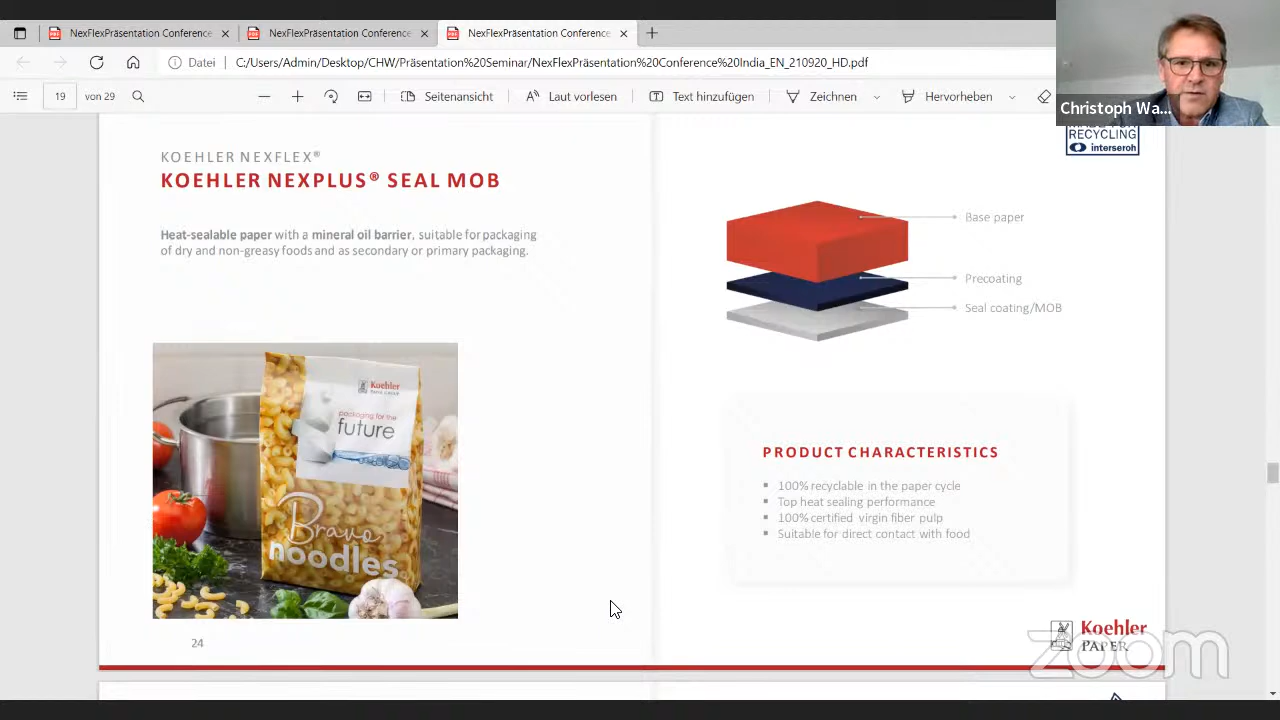 NexFlexPräsentation Conference
NexFlexPräsentation Conference
NexFlexPräsentation Conference
Datei
C:/Users/Admin/Desktop/CHW/Präsentation%20Seminar/NexFlexPräsentation%20Conference%20India_EN_210920_HD.pdf
19 von 29
Seitenansicht
Laut vorlesen
Text hinzufügen
Zeichnen
Hervorheben
Christoph Wa...
RECYCLING
interseroh
KOEHLER NEXFLEX®
KOEHLER NEXPLUS® SEAL MOB
Heat-sealable paper with a mineral oil barrier, suitable for packaging
of dry and non-greasy foods and as secondary or primary packaging.
Base paper
Precoating
Seal coating/MOB
Koehler
packaging for the
future
Bravo
noodles
PRODUCT CHARACTERISTICS
100% recyclable in the paper cycle
Top heat sealing performance
100% certified virgin fiber pulp
Suitable for direct contact with food
24
Koehler
PAPER
zoom